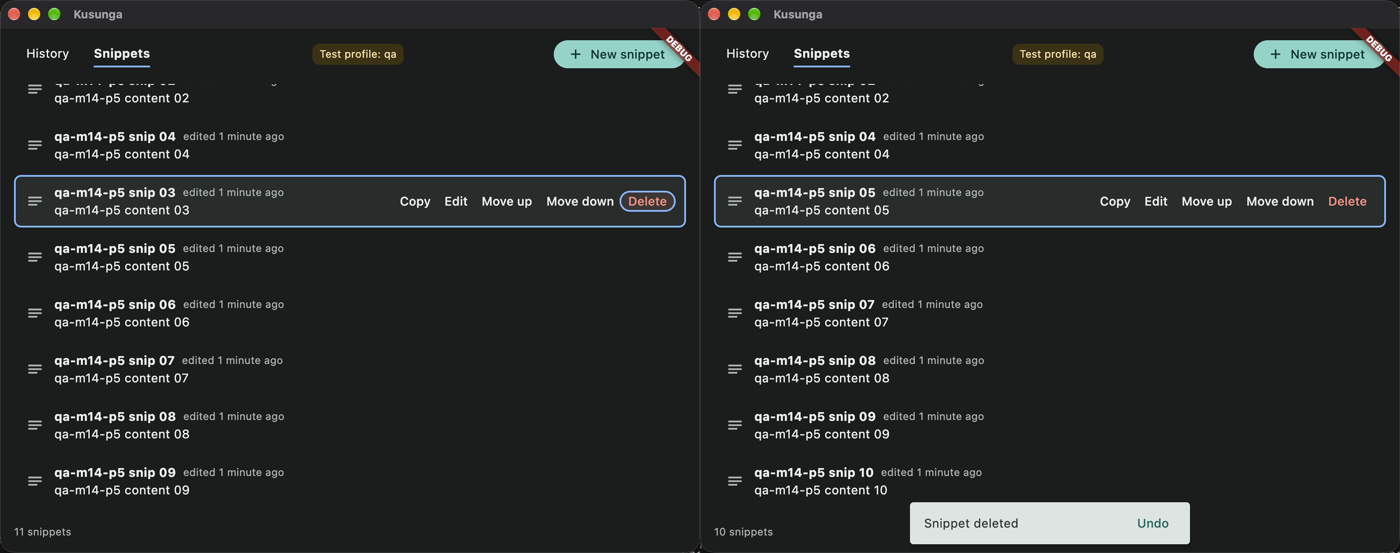 Kusunga
History Snippets Test profile: qa + New snippet
DEBUG
qa-m14-p5 content 02
qa-m14-p5 snip 04 edited 1 minute ago
qa-m14-p5 content 04
qa-m14-p5 snip 03 edited 1 minute ago
qa-m14-p5 content 03
Copy Edit Move up Move down Delete
qa-m14-p5 snip 05 edited 1 minute ago
qa-m14-p5 content 05
qa-m14-p5 snip 06 edited 1 minute ago
qa-m14-p5 content 06
qa-m14-p5 snip 07 edited 1 minute ago
qa-m14-p5 content 07
qa-m14-p5 snip 08 edited 1 minute ago
qa-m14-p5 content 08
qa-m14-p5 snip 09 edited 1 minute ago
qa-m14-p5 content 09
11 snippets
Kusunga
History Snippets Test profile: qa + New snippet
DEBUG
qa-m14-p5 content 02
qa-m14-p5 snip 04 edited 1 minute ago
qa-m14-p5 content 04
qa-m14-p5 snip 05 edited 1 minute ago
qa-m14-p5 content 05
Copy Edit Move up Move down Delete
qa-m14-p5 snip 06 edited 1 minute ago
qa-m14-p5 content 06
qa-m14-p5 snip 07 edited 1 minute ago
qa-m14-p5 content 07
qa-m14-p5 snip 08 edited 1 minute ago
qa-m14-p5 content 08
qa-m14-p5 snip 09 edited 1 minute ago
qa-m14-p5 content 09
qa-m14-p5 snip 10 edited 1 minute ago
qa-m14-p5 content 10
10 snippets
Snippet deleted Undo